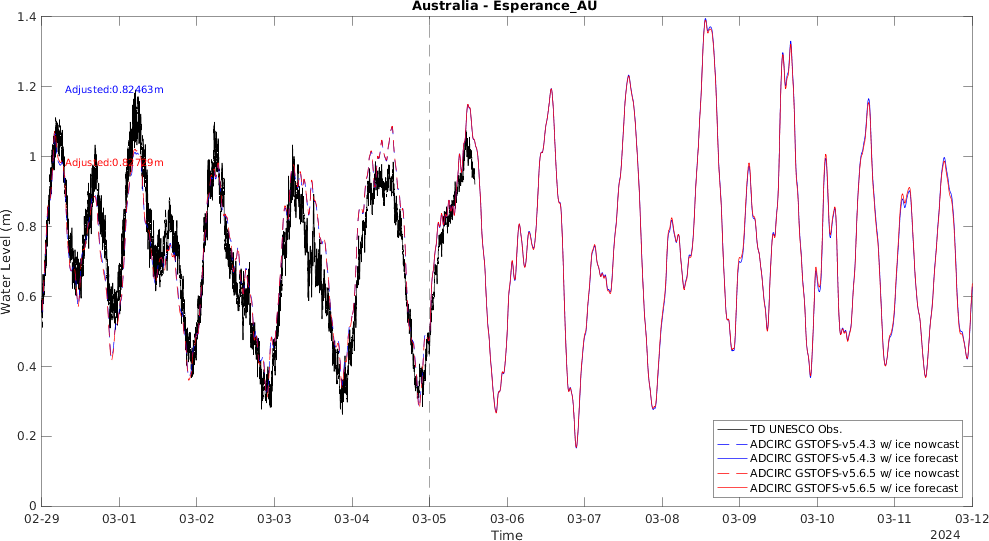 Australia - Esperance_AU
1.4
1.2
1
0.8
0.6
0.4
0.2
0
Water Level (m)
Adjusted:0.82463m
TD UNESCO Obs.
ADCIRC GSTOFS-v5.4.3 w/ ice nowcast
ADCIRC GSTOFS-v5.4.3 w/ ice forecast
ADCIRC GSTOFS-v5.6.5 w/ ice nowcast
ADCIRC GSTOFS-v5.6.5 w/ ice forecast
02-29 03-01 03-02 03-03 03-04 03-05 03-06 03-07 03-08 03-09 03-10 03-11 03-12
Time
2024